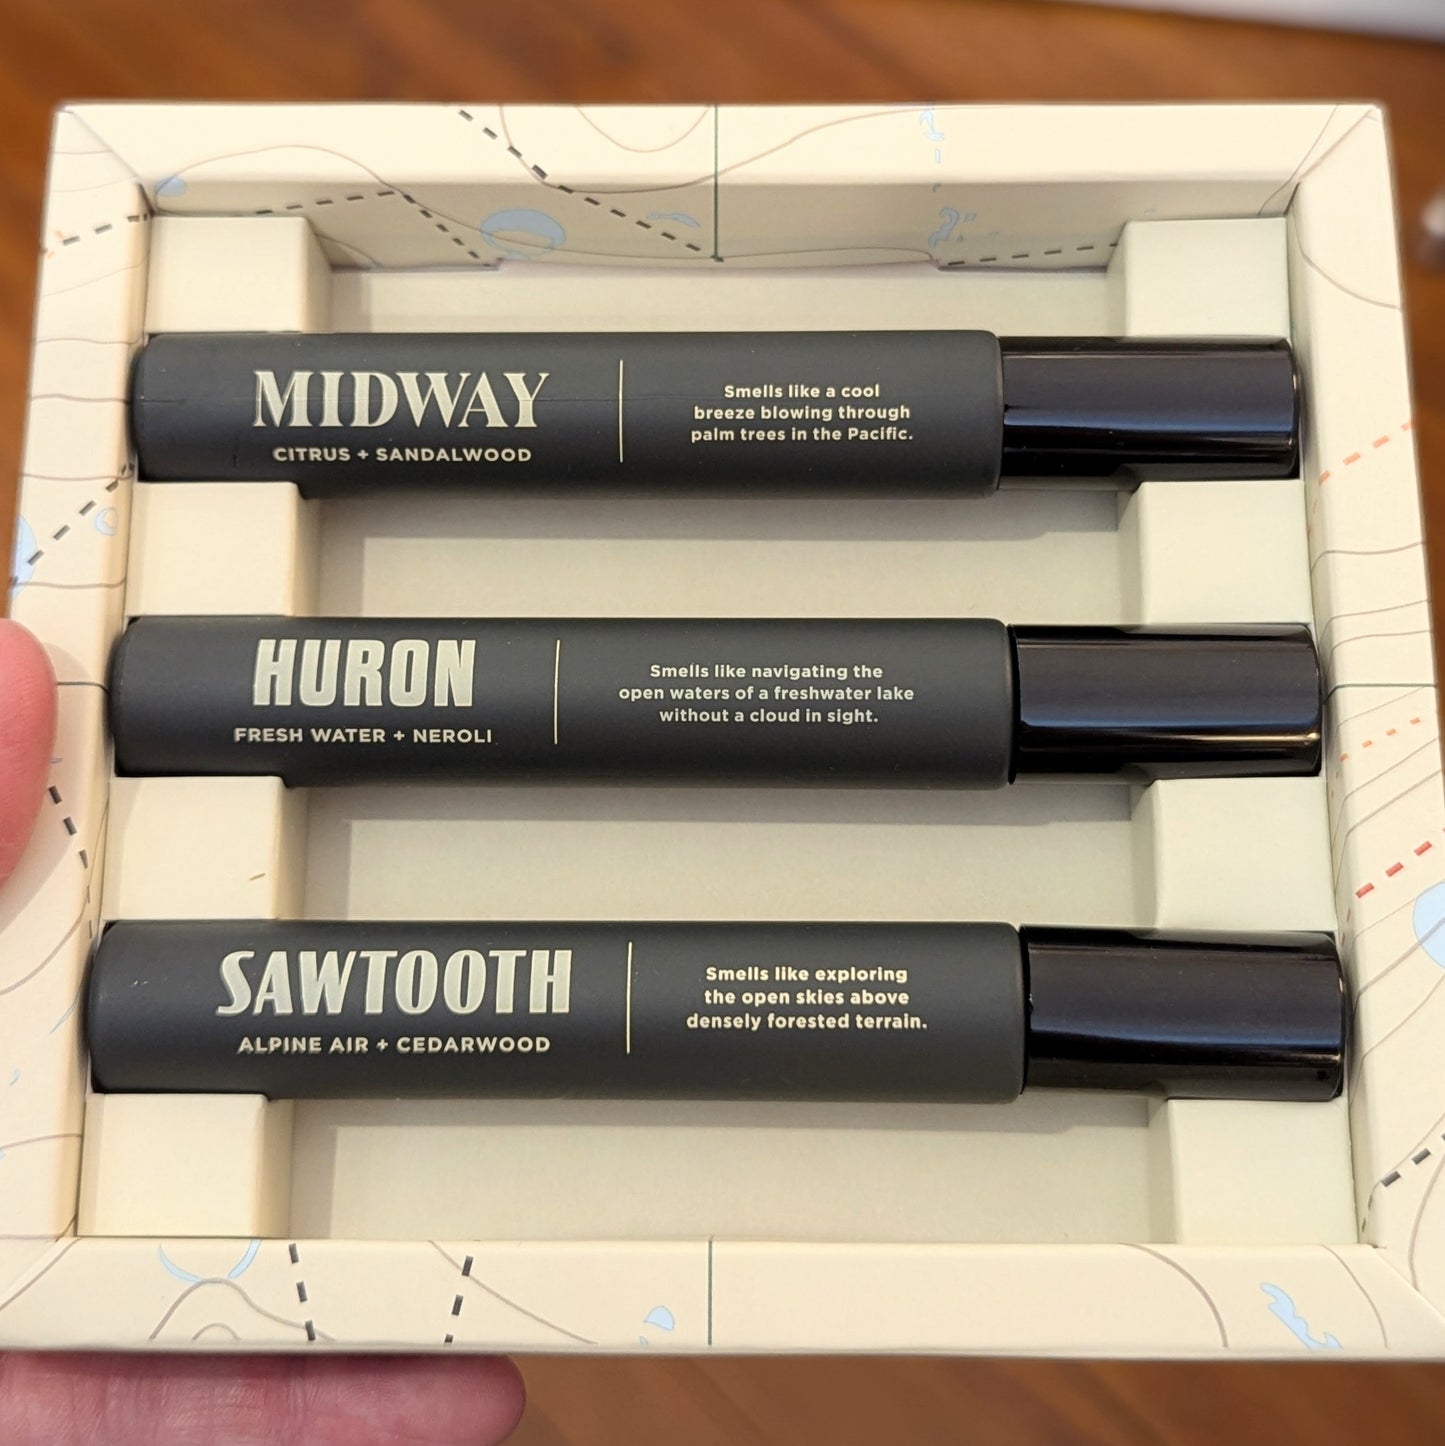 MIDWAY
CITRUS + SANDALWOOD
Smells like a cool
breeze blowing through
palm trees in the Pacific.
HURON
FRESH WATER + NEROLI
Smells like navigating the
open waters of a freshwater lake
without a cloud in sight.
SAWTOOTH
ALPINE AIR + CEDARWOOD
Smells like exploring
the open skies above
densely forested terrain.